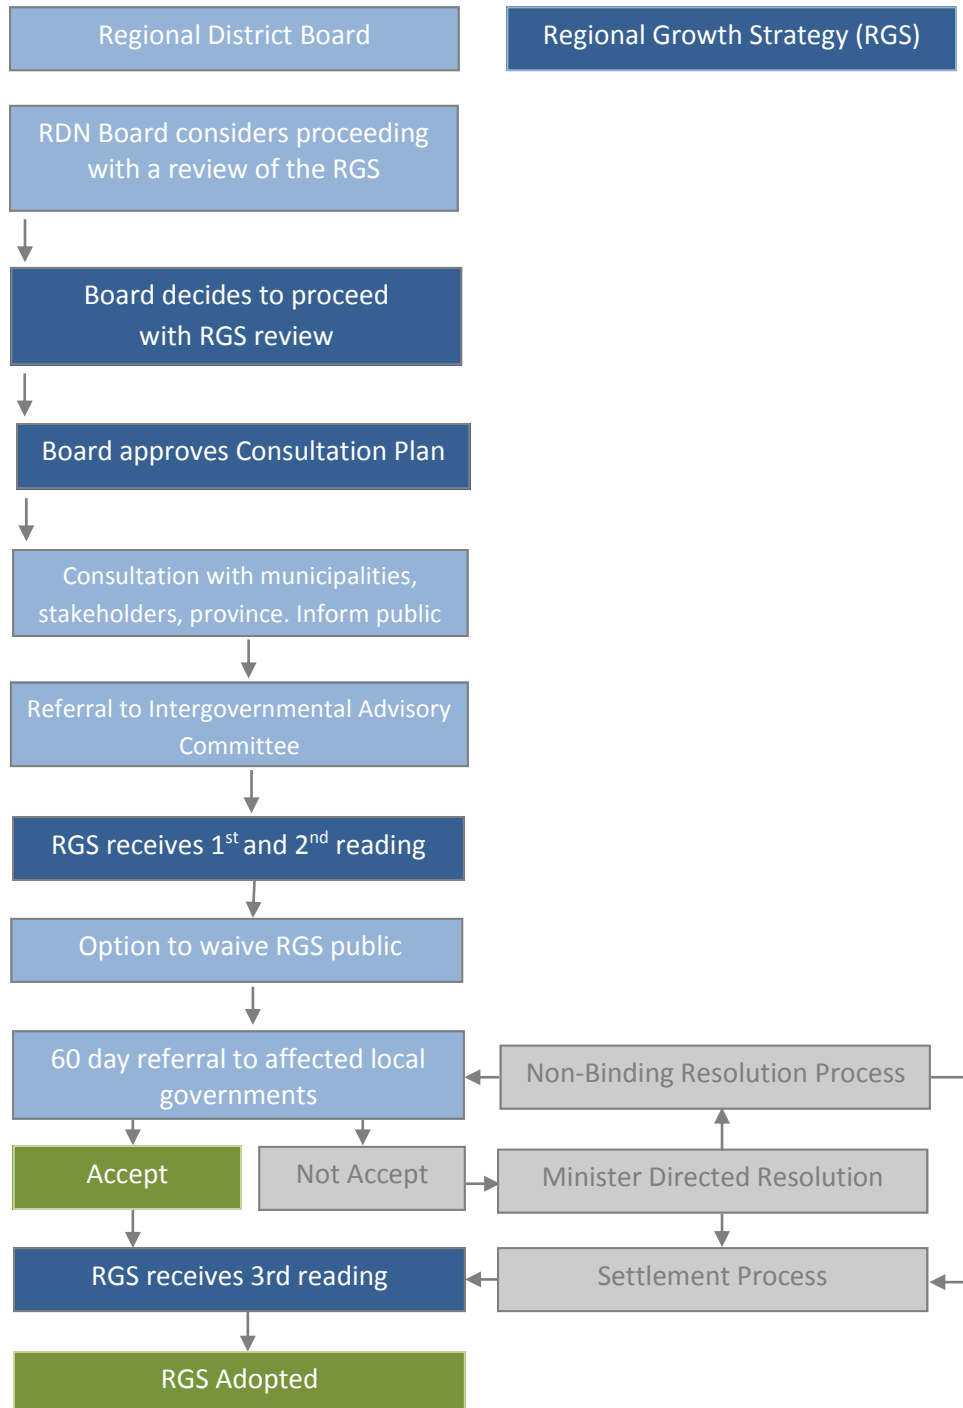 Regional District Board
Regional Growth Strategy (RGS)
RDN Board considers proceeding
with a review of the RGS
Board decides to proceed
with RGS review
Board approves Consultation Plan
Consultation with municipalities,
stakeholders, province. Inform public
Referral to Intergovernmental Advisory
Committee
RGS receives 1st and 2nd reading
Option to waive RGS public
60 day referral to affected local
governments
Non-Binding Resolution Process
Accept
Not Accept
Minister Directed Resolution
RGS receives 3rd reading
Settlement Process
RGS Adopted